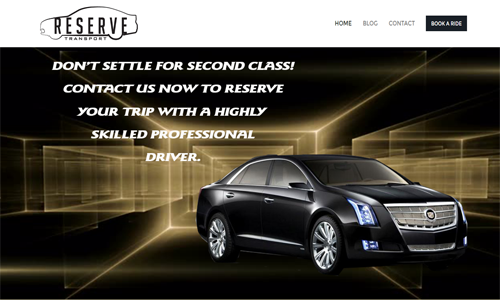 RESERVE
TRANSPORT
HOME BLOG CONTACT BOOK A RIDE
DON'T SETTLE FOR SECOND CLASS!
CONTACT US NOW TO RESERVE
YOUR TRIP WITH A HIGHLY
SKILLED PROFESSIONAL
DRIVER.